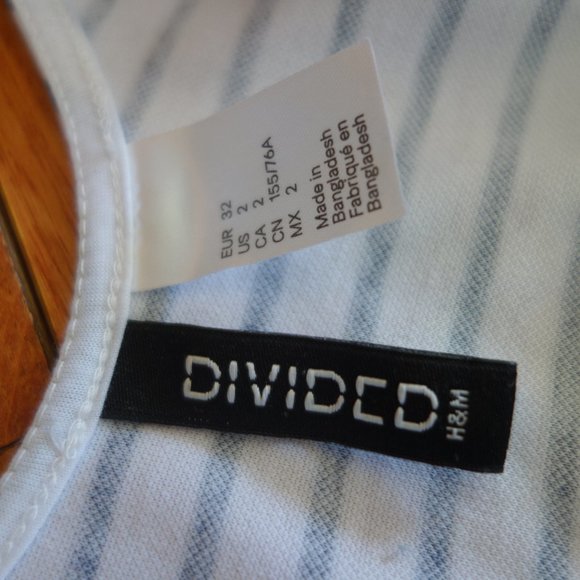 EUR 32
US 2
CA 2
CN 155/76A
MX 2
Made in
Bangladesh
Fabriqué en
Bangladesh
DIVIDED
H&M